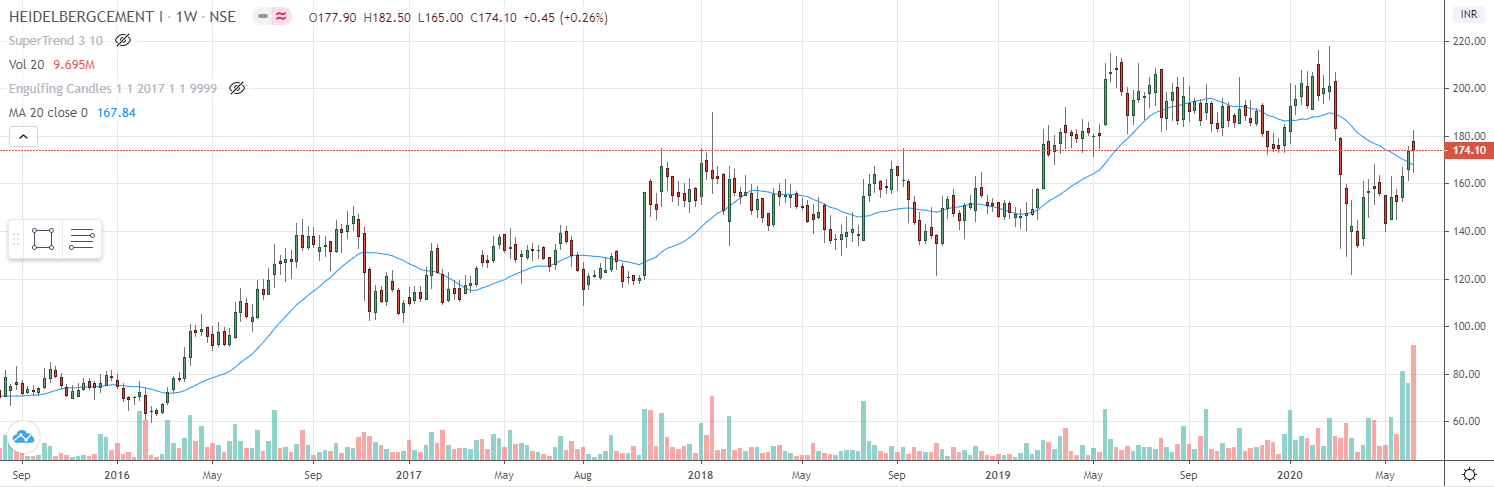 HEIDELBERGCEMENT I · 1W · NSE O177.90 H182.50 L165.00 C174.10 +0.45 (+0.26%)
INR
SuperTrend 3 10
Vol 20 9.695M
Engulfing Candles 1 1 2017 1 1 9999
MA 20 close 0 167.84
220.00
200.00
180.00
174.10
160.00
140.00
120.00
100.00
80.00
60.00
Sep 2016 May Sep 2017 May Aug 2018 May Sep 2019 May Sep 2020 May